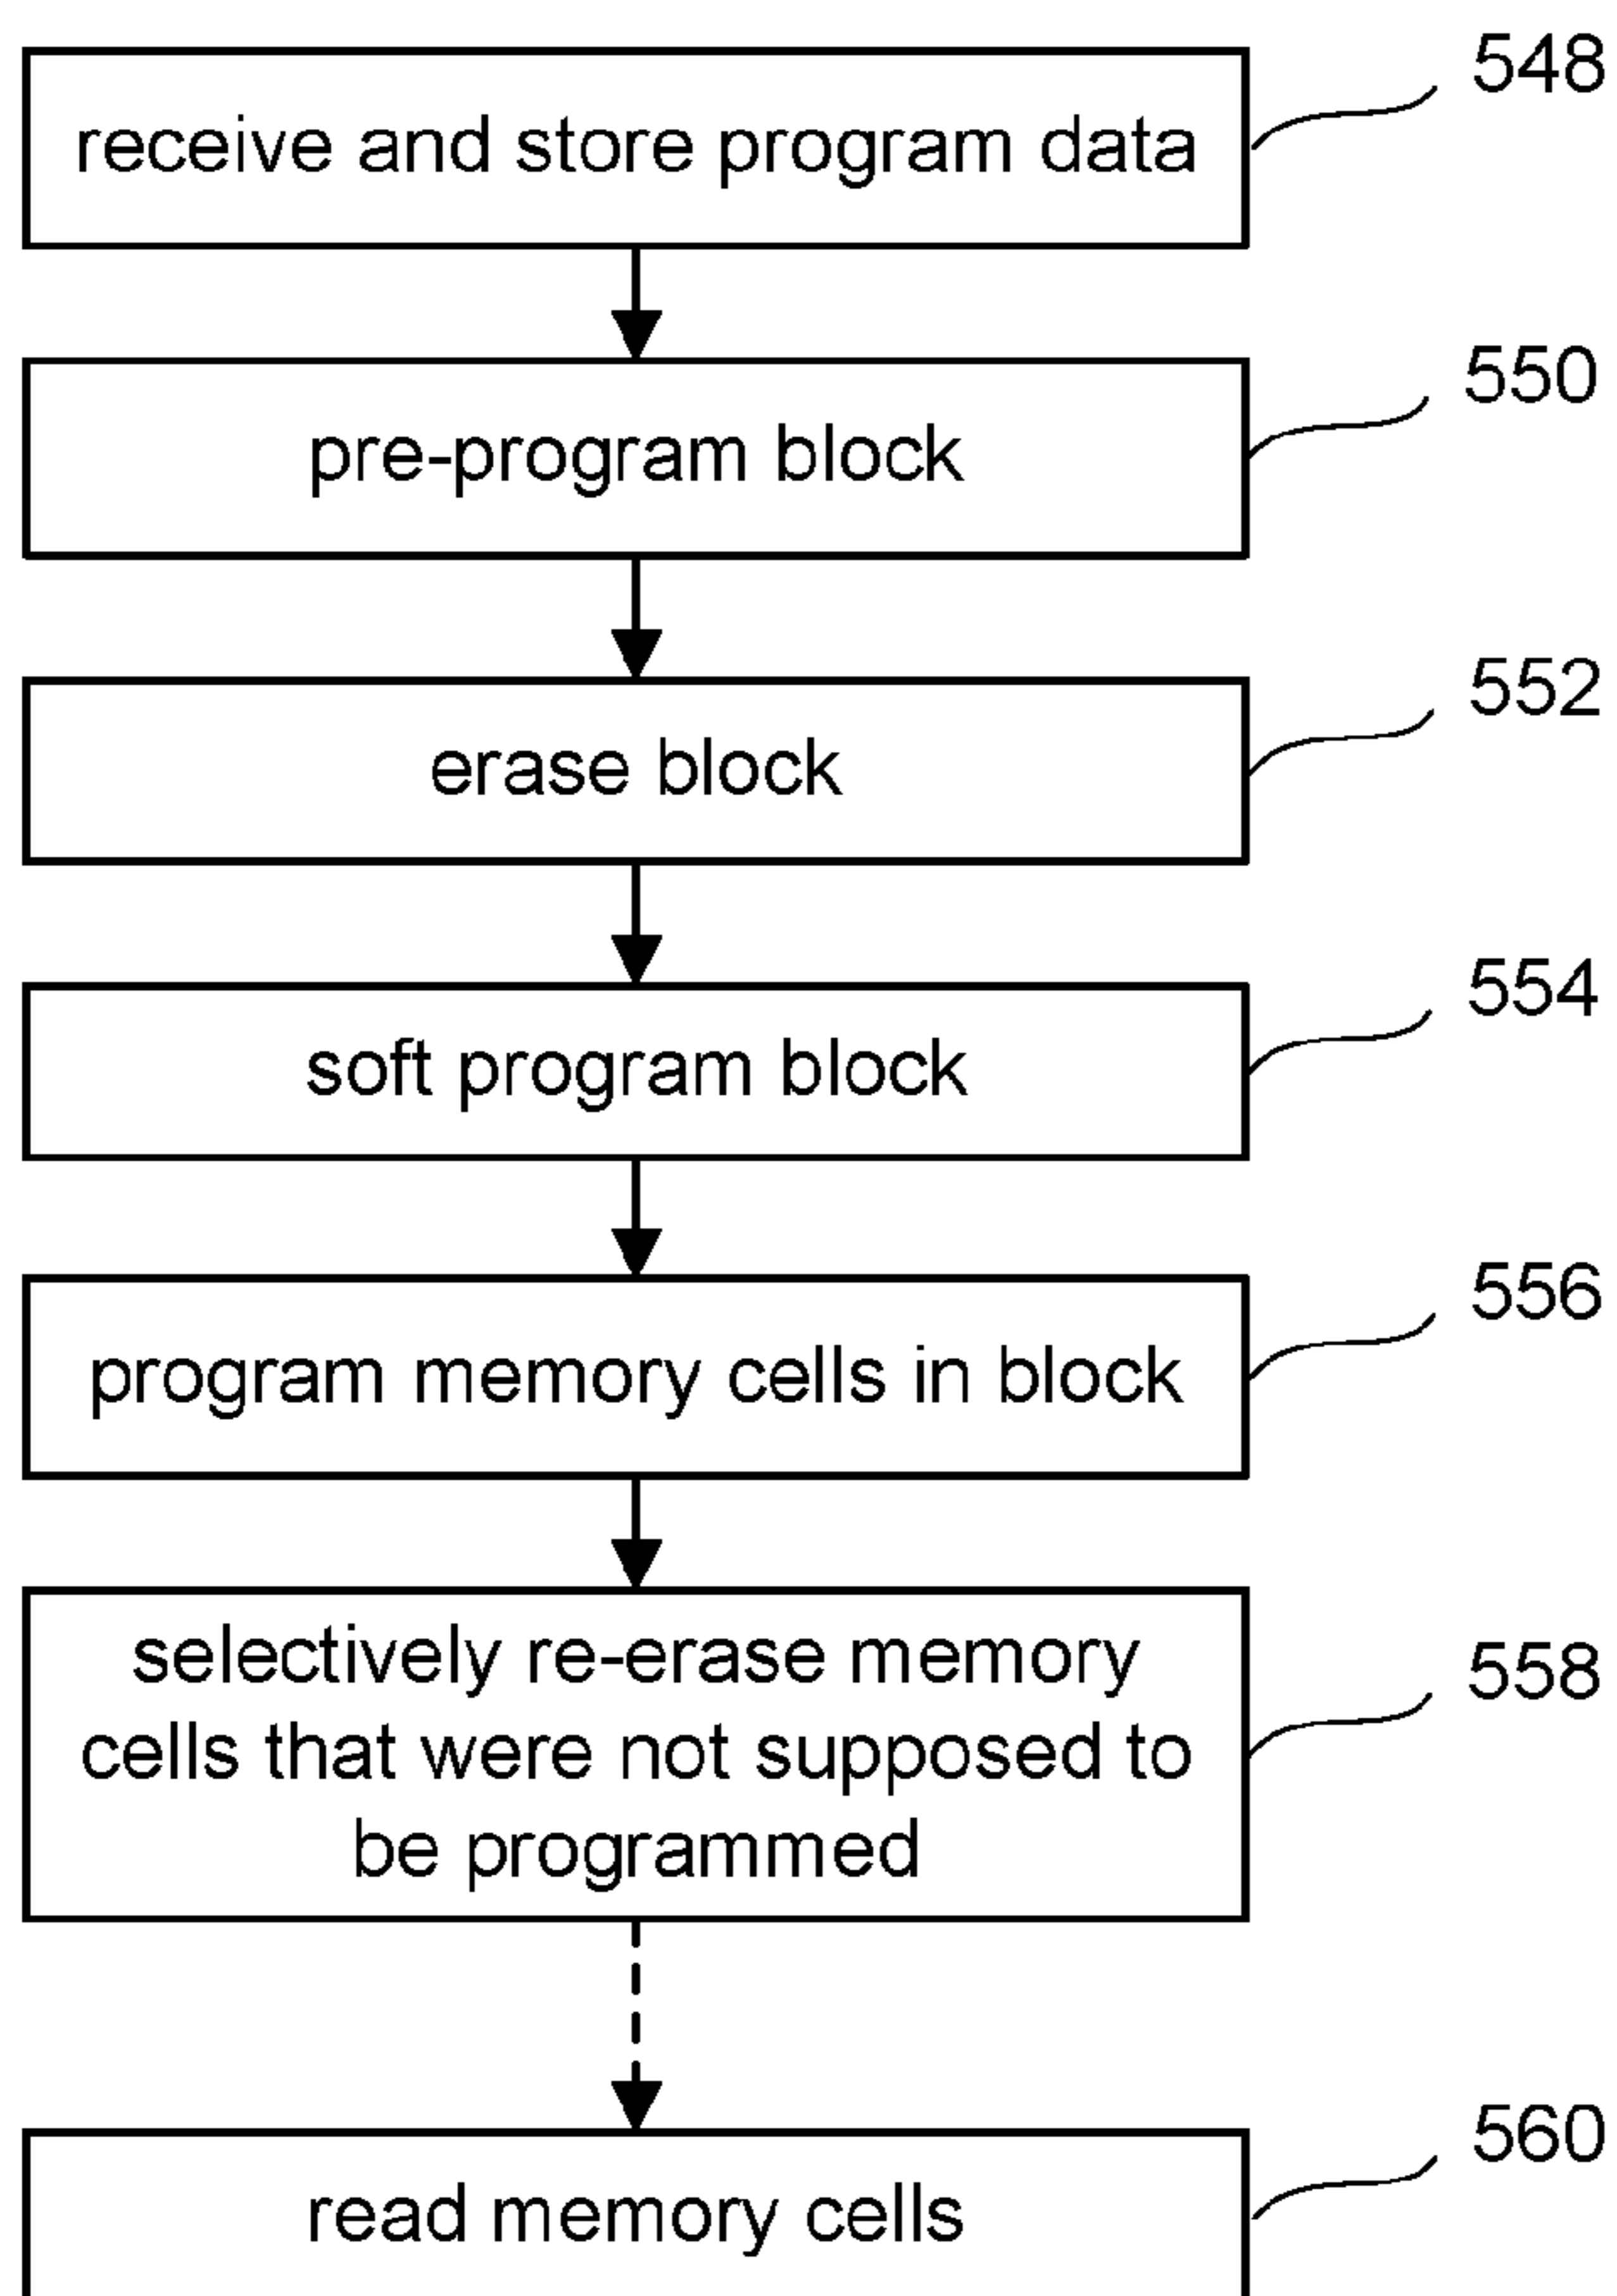 548
receive and store program data
550
pre-program block
552
erase block
554
soft program block
556
program memory cells in block
558
selectively re-erase memory
cells that were not supposed to
be programmed
560
read memory cells